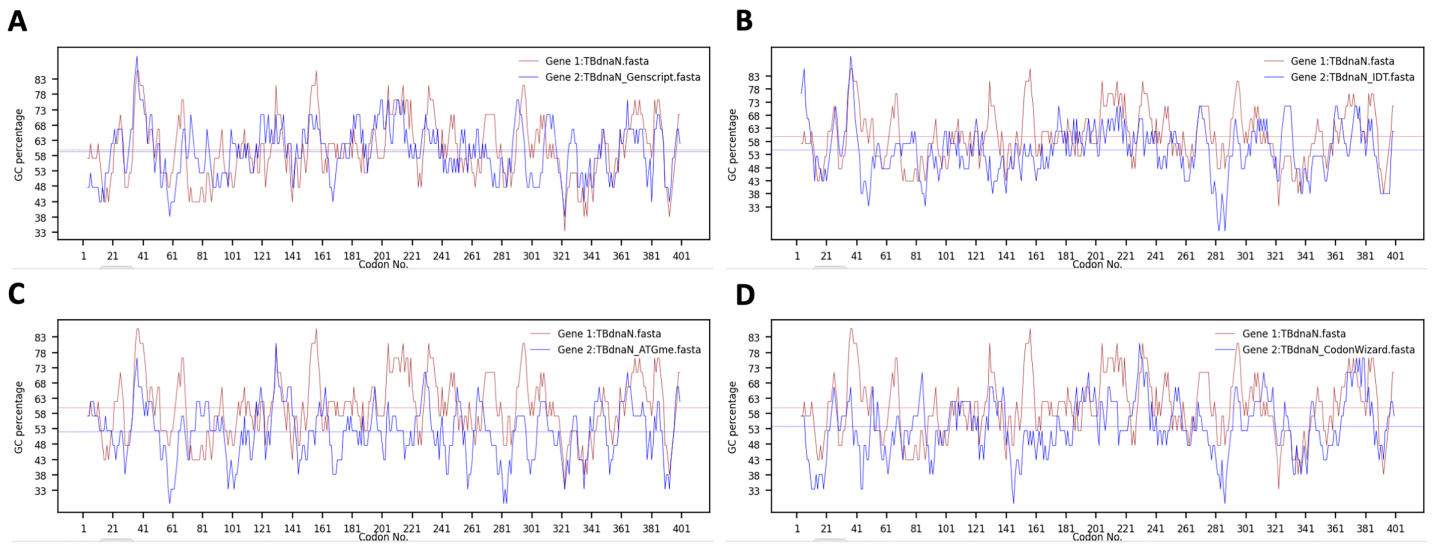 A
Gene 1:TBdnaN.fasta
Gene 2:TBdnaN_Genscript.fasta
GC percentage
83
78
73
68
63
58
53
48
43
38
33
1 21 41 61 81 101 121 141 161 181 201 221 241 261 281 301 321 341 361 381 401
Codon No.
B
Gene 1:TBdnaN.fasta
Gene 2:TBdnaN_IDT.fasta
GC percentage
83
78
73
68
63
58
53
48
43
38
33
1 21 41 61 81 101 121 141 161 181 201 221 241 261 281 301 321 341 361 381 401
Codon No.
C
Gene 1:TBdnaN.fasta
Gene 2:TBdnaN_ATGme.fasta
GC percentage
83
78
73
68
63
58
53
48
43
38
33
1 21 41 61 81 101 121 141 161 181 201 221 241 261 281 301 321 341 361 381 401
Codon No.
D
Gene 1:TBdnaN.fasta
Gene 2:TBdnaN_CodonWizard.fasta
GC percentage
83
78
73
68
63
58
53
48
43
38
33
1 21 41 61 81 101 121 141 161 181 201 221 241 261 281 301 321 341 361 381 401
Codon No.